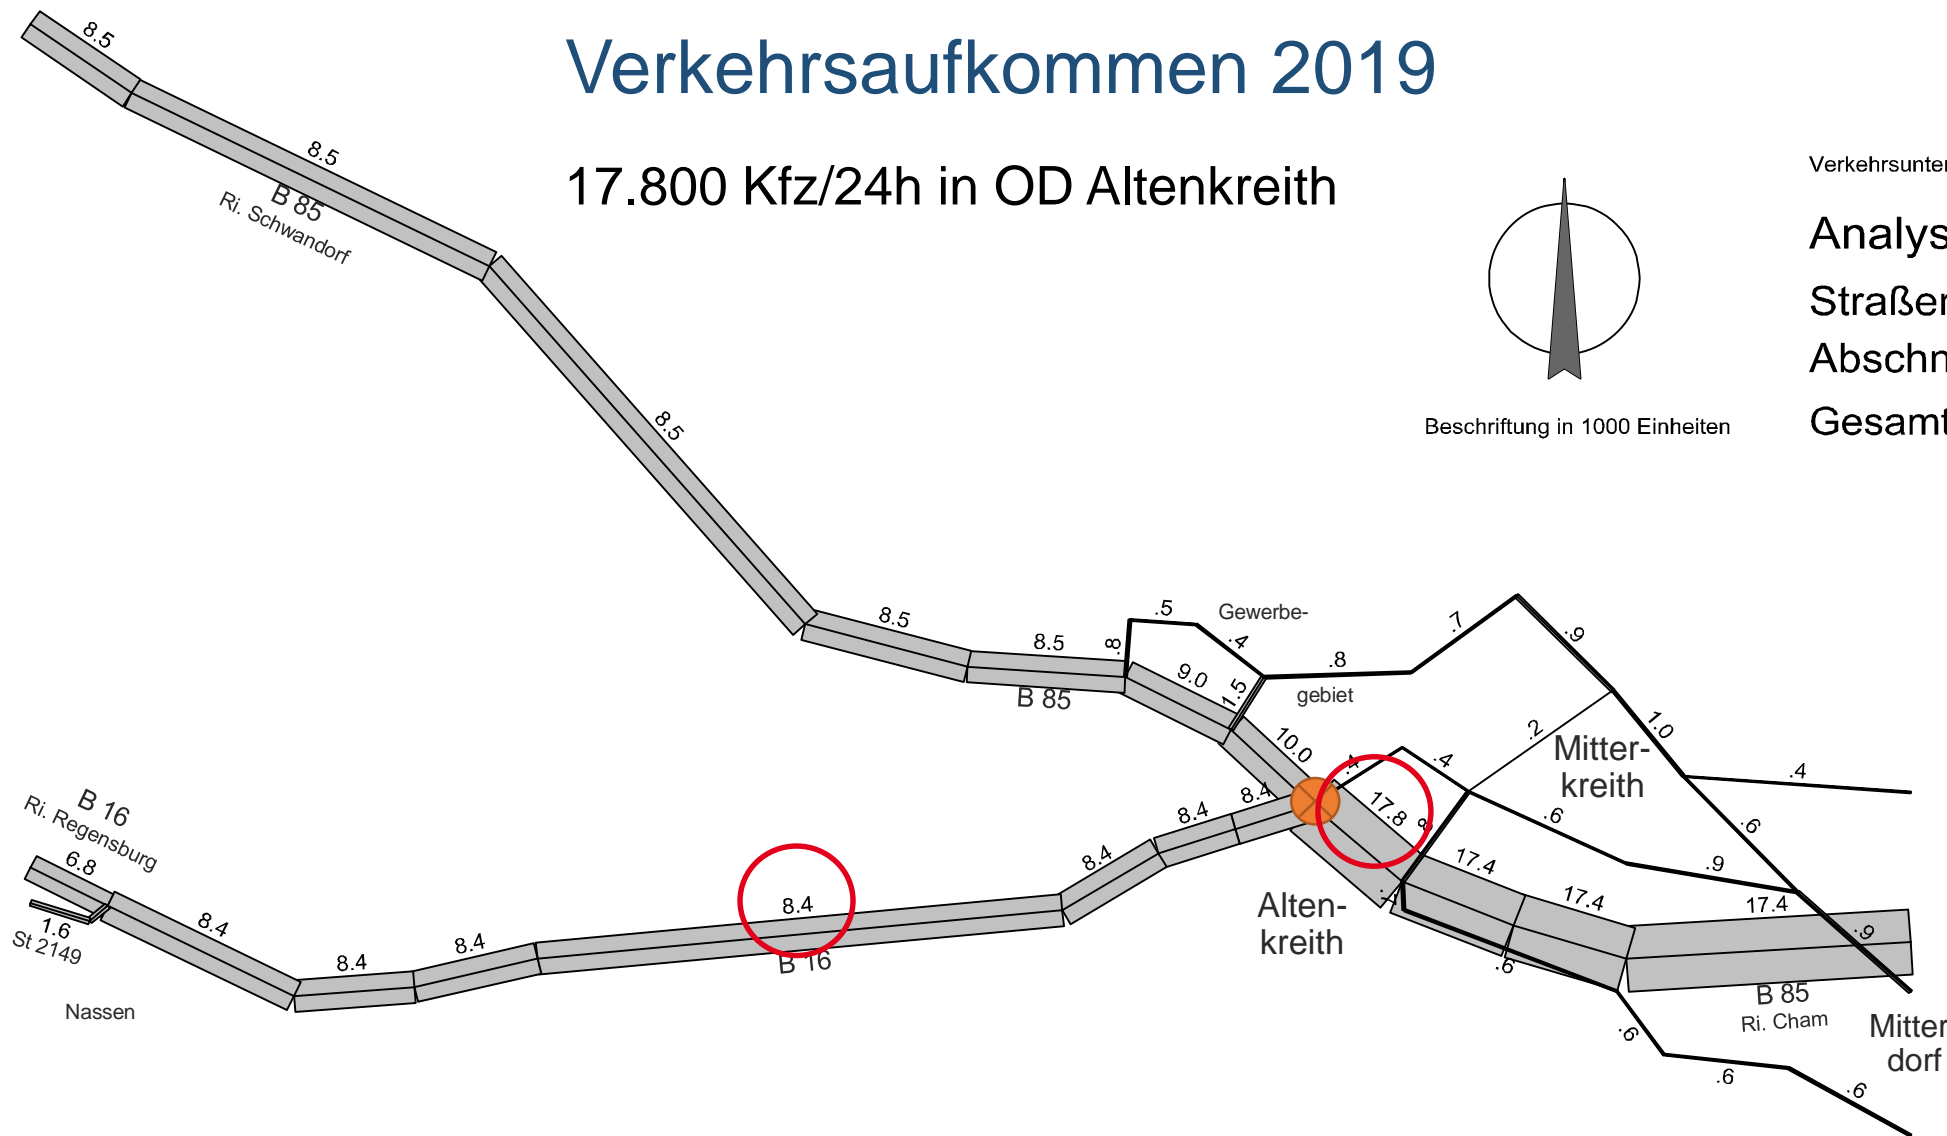 Verkehrsaufkommen 2019
17.800 Kfz/24h in OD Altenkreith
Verkehrsunter
Analys
Straßen
Abschn
Gesamt
Beschriftung in 1000 Einheiten
8.5
8.5
B 85
Ri. Schwandorf
8.5
8.5
8.5
B 85
.8
.5
.4
Gewerbe-
gebiet
9.0
1.5
.8
.7
.9
10.0
.4
.4
.2
1.0
Mitter-
kreith
.4
17.8
.8
.6
.6
.9
B 16
Ri. Regensburg
6.8
1.6
St 2149
8.4
Nassen
8.4
8.4
8.4
B 16
8.4
8.4
8.4
Alten-
kreith
17.4
17.4
17.4
.9
.6
B 85
Ri. Cham
.6
.6
.6
Mitter
dorf